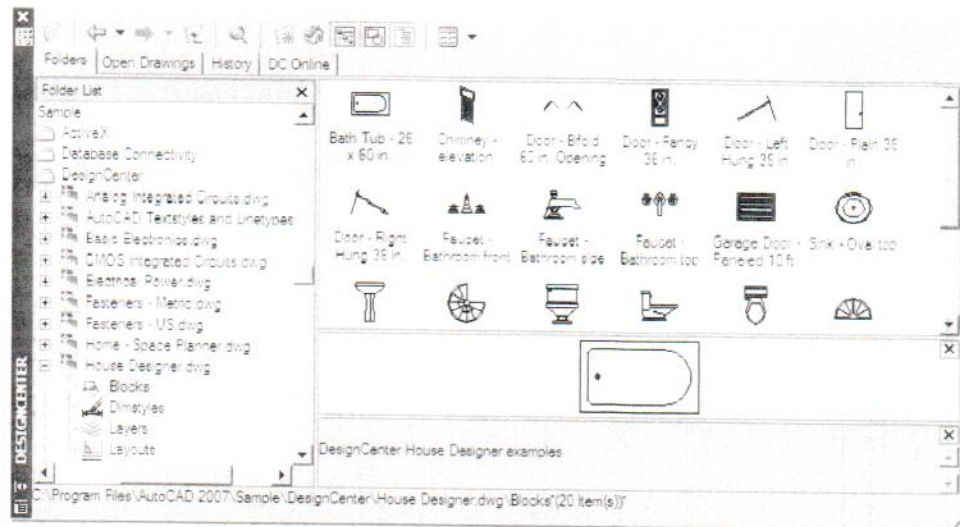 Folders Open Drawings History DC Online
Folder List
Sample
ActiveX
Database Connectivity
DesignCenter
Analog Integrated Circuits.dwg
AutoCAD Textstyles and Linetypes
Basic Electronics.dwg
CMOS Integrated Circuits.dwg
Electrical Power.dwg
Fasteners - Metric.dwg
Fasteners - US.dwg
Home - Space Planner.dwg
House Designer.dwg
Blocks
Dimstyles
Layers
Layouts
Bath Tub - 26 x 60 in.
Chimney - elevation
Door - Bifold 60 in. Opening
Door - Fancy 36 in.
Door - Left Hung 36 in.
Door - Plain 36 in.
Door - Right Hung 36 in.
Faucet - Bathroom front
Faucet - Bathroom side
Faucet - Bathroom top
Garage Door - Paneled 10 ft.
Sink - Oval top
DesignCenter House Designer examples
DESIGNCENTER
C:\Program Files\AutoCAD 2007\Sample\DesignCenter\House Designer.dwg\Blocks"(20 Item(s))"